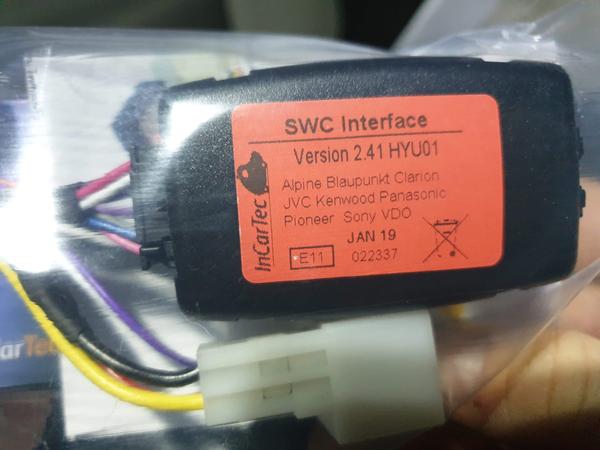 SWC Interface
Version 2.41 HYU01
Alpine Blaupunkt Clarion
JVC Kenwood Panasonic
Pioneer Sony VDO
JAN 19
E11 022337
InCarTec
arTec